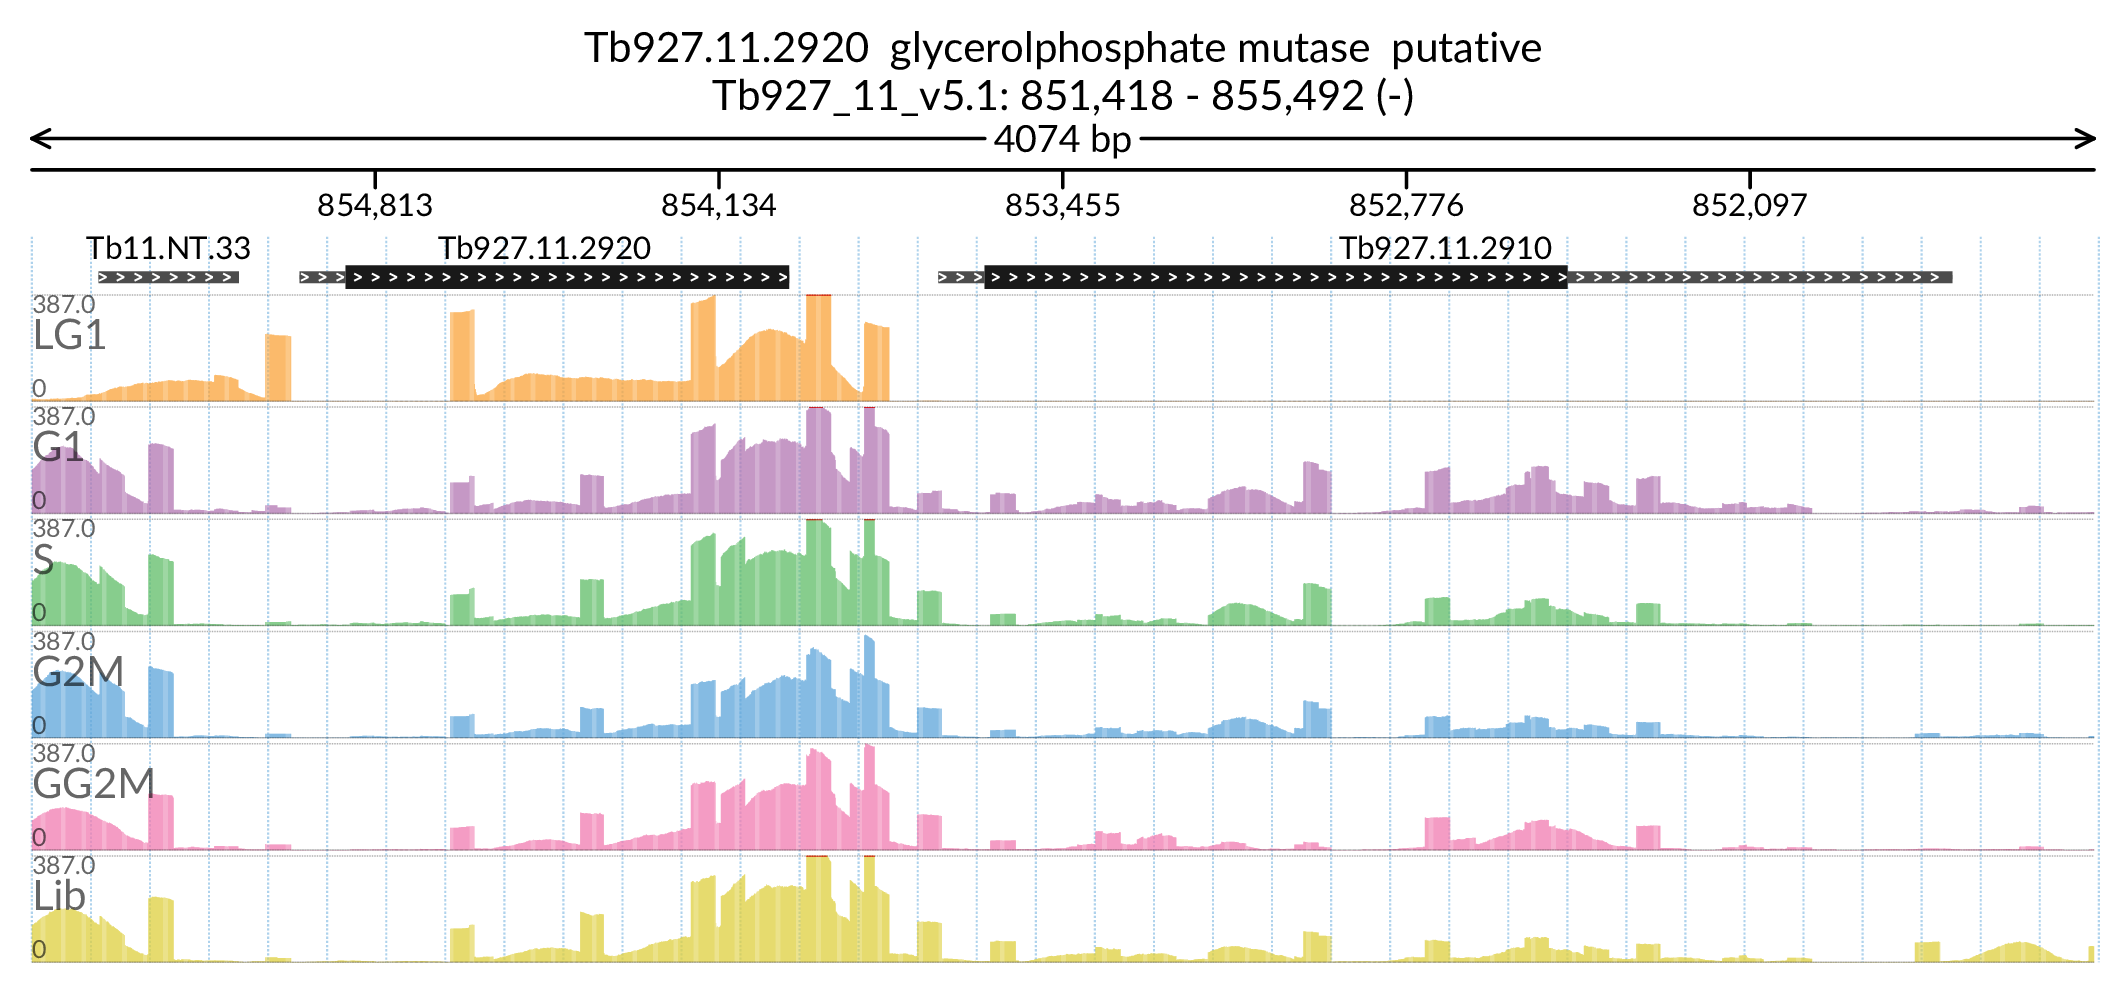 Tb927.11.2920 glycerolphosphate mutase putative
Tb927_11_v5.1: 851,418 - 855,492 (-)
4074 bp
854,813 854,134 853,455 852,776 852,097
Tb11.NT.33 Tb927.11.2920 Tb927.11.2910
387.0
LG1
0
387.0
G1
0
387.0
S
0
387.0
G2M
0
387.0
GG2M
0
387.0
Lib
0